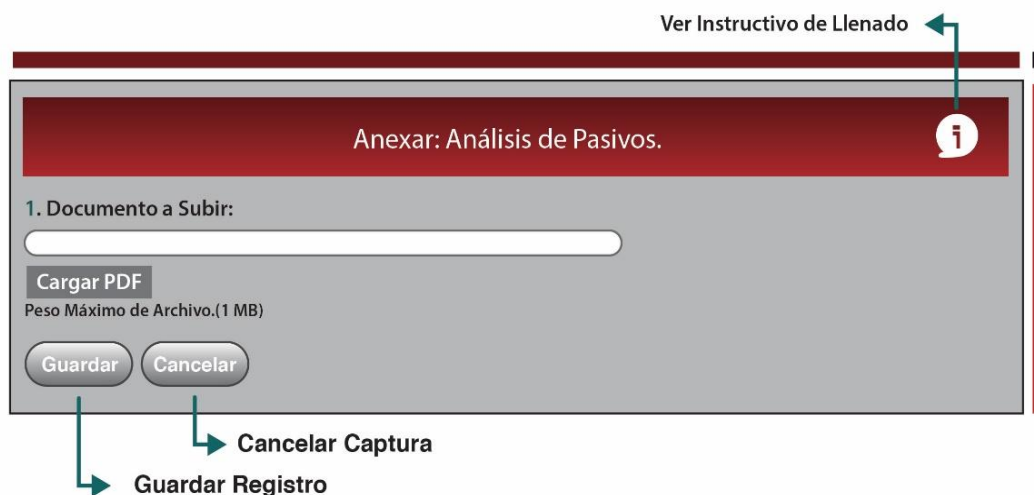 Ver Instructivo de Llenado
Anexar: Análisis de Pasivos.
1. Documento a Subir:
Cargar PDF
Peso Máximo de Archivo.(1 MB)
Guardar Cancelar
Cancelar Captura
Guardar Registro